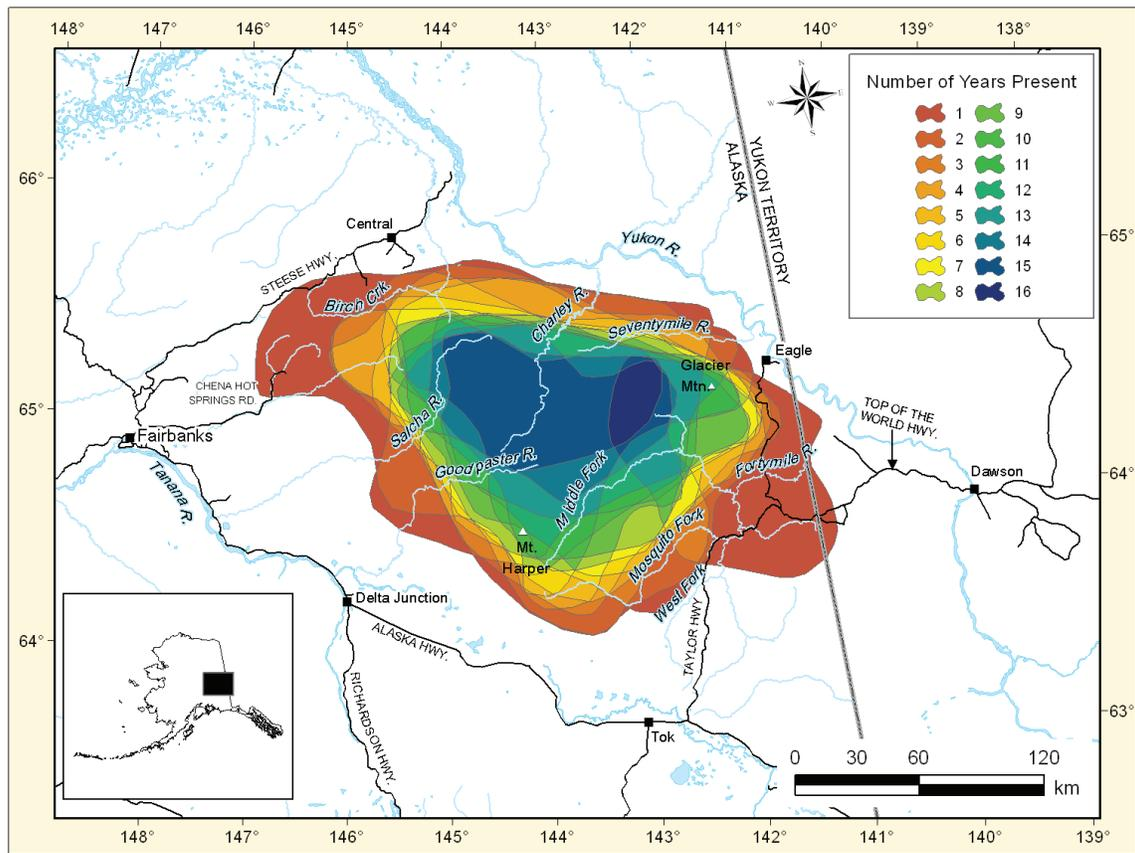 148° 147° 146° 145° 144° 143° 142° 141° 140° 139° 138°
Number of Years Present
1 9
2 10
3 11
4 12
5 13
6 14
7 15
8 16
N
W E
S
YUKON TERRITORY
ALASKA
66°
65°
64°
65°
64°
63°
Central
STEESE HWY.
Birch Crk.
Yukon R.
Charley R.
Seventymile R.
Glacier
Mtn.
Eagle
CHENA HOT
SPRINGS RD.
Fairbanks
Tanana R.
Salcha R.
Goodpaster R.
Middle Fork
Fortymile R.
TOP OF THE
WORLD HWY.
Dawson
Mt.
Harper
Mosquito Fork
West Fork
TAYLOR HWY
Delta Junction
ALASKA HWY.
RICHARDSON HWY.
Tok
0 30 60 120
km
148° 147° 146° 145° 144° 143° 142° 141° 140° 139°